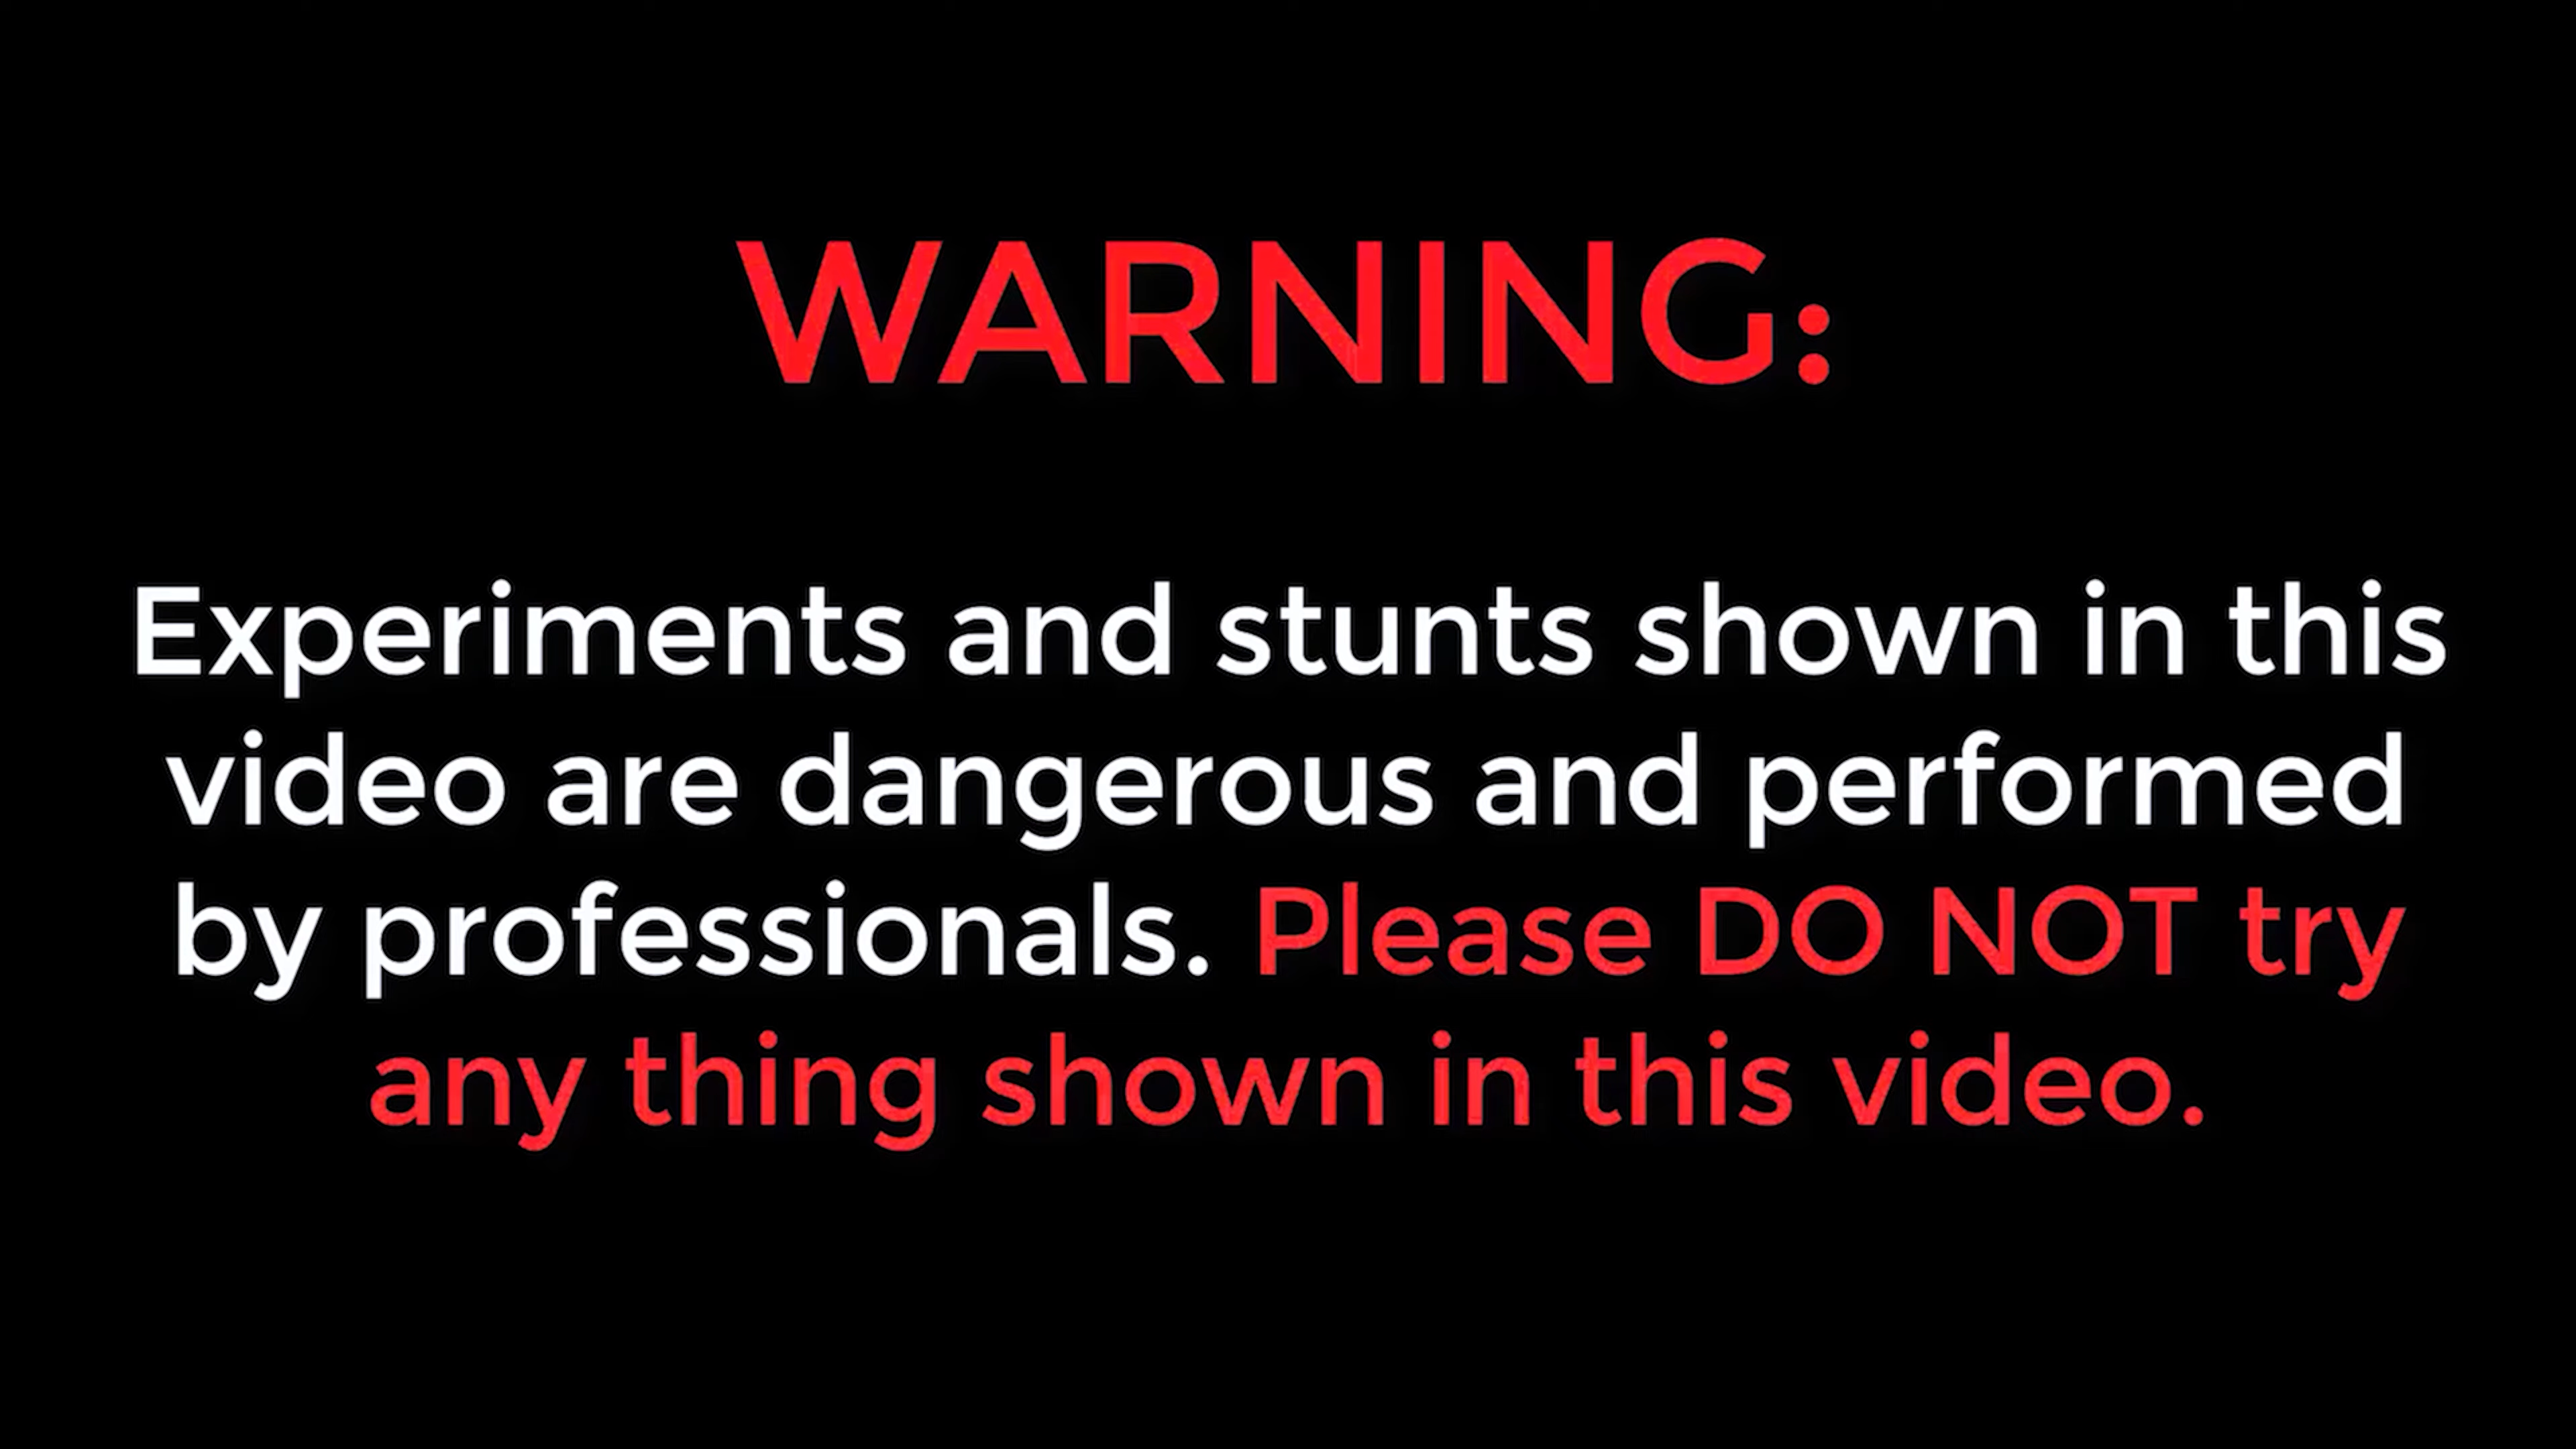 WARNING:
Experiments and stunts shown in this
video are dangerous and performed
by professionals. Please DO NOT try
any thing shown in this video.